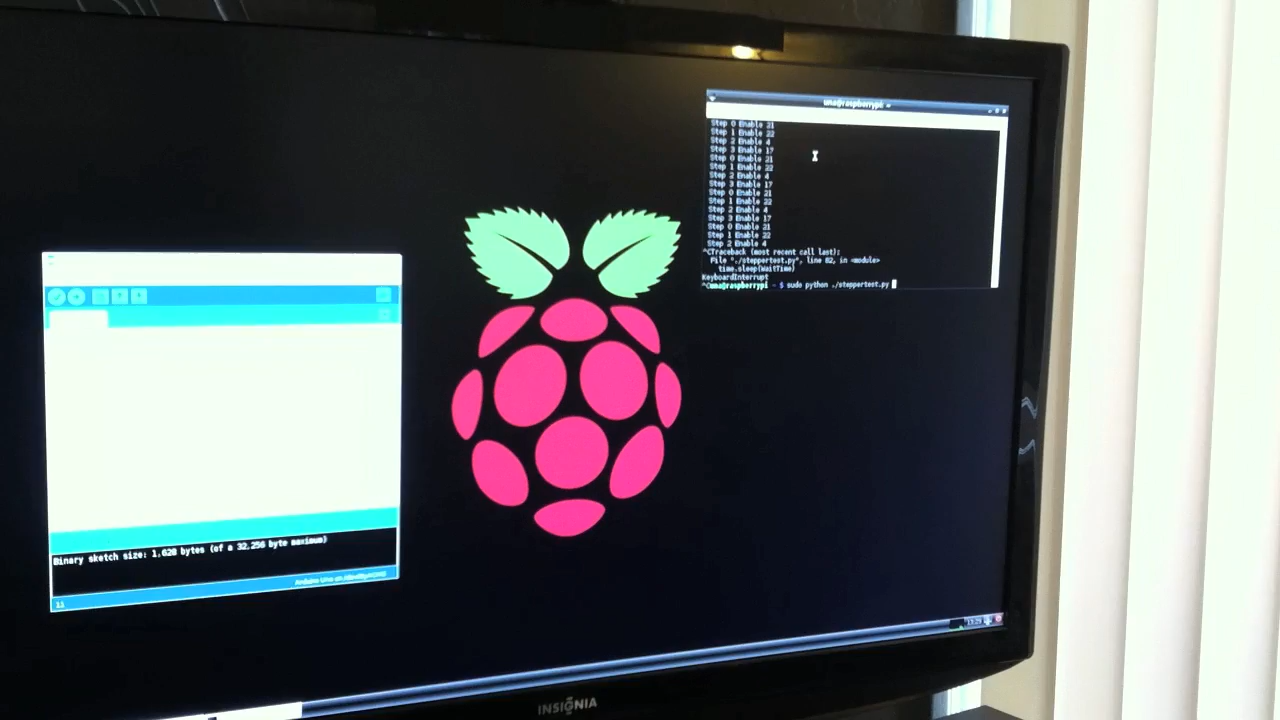 Step 0 Enable 21
Step 1 Enable 22
Step 2 Enable 4
Step 3 Enable 17
Step 0 Enable 21
Step 1 Enable 22
Step 2 Enable 4
Step 3 Enable 17
Step 0 Enable 21
Step 1 Enable 22
Step 2 Enable 4
Step 3 Enable 17
Step 0 Enable 21
Step 1 Enable 22
Step 2 Enable 4
^CTraceback (most recent call last):
File "./steppertest.py", line 82, in <module>
time.sleep(WaitTime)
KeyboardInterrupt
$ sudo python ./steppertest.py
Binary sketch size: 1,628 bytes (of a 32,256 byte maximum)
Arduino Uno on
11
INSIGNIA